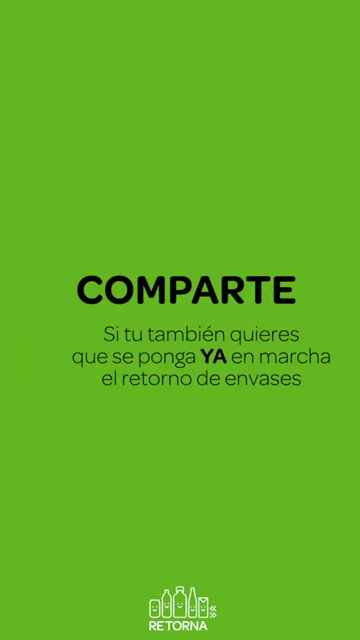 COMPARTE
Si tu también quieres
que se ponga YA en marcha
el retorno de envases
RETORNA